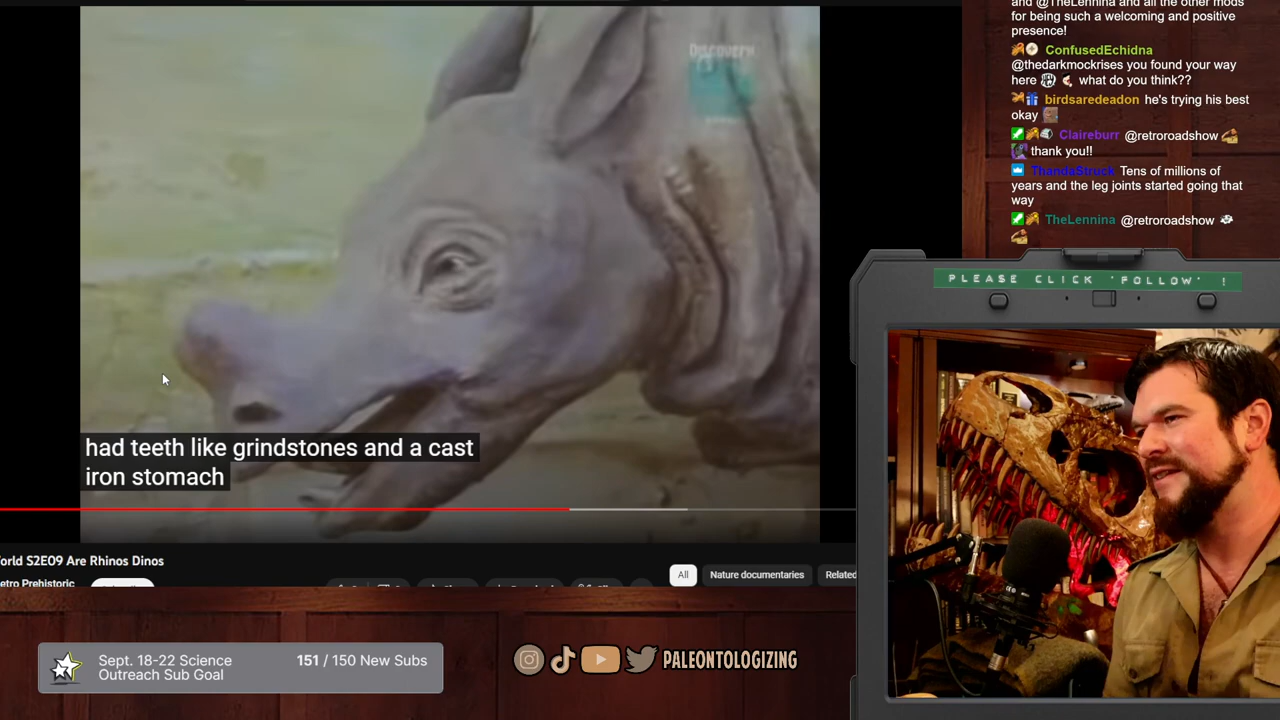 and @TheLennina and all the other mods
for being such a welcoming and positive
presence!
ConfusedEchidna
@thedarkmockrises you found your way
here what do you think??
birdsaredeadon he's trying his best
okay
Claireburr @retroroadshow
thank you!!
ThandaStruck Tens of millions of
years and the leg joints started going that
way
TheLennina @retroroadshow
DISCOVERY
PLEASE CLICK 'FOLLOW' !
had teeth like grindstones and a cast
iron stomach
orld S2E09 Are Rhinos Dinos
etro Prehistoric
All Nature documentaries Related
Sept. 18-22 Science
Outreach Sub Goal
151 / 150 New Subs
PALEONTOLOGIZING